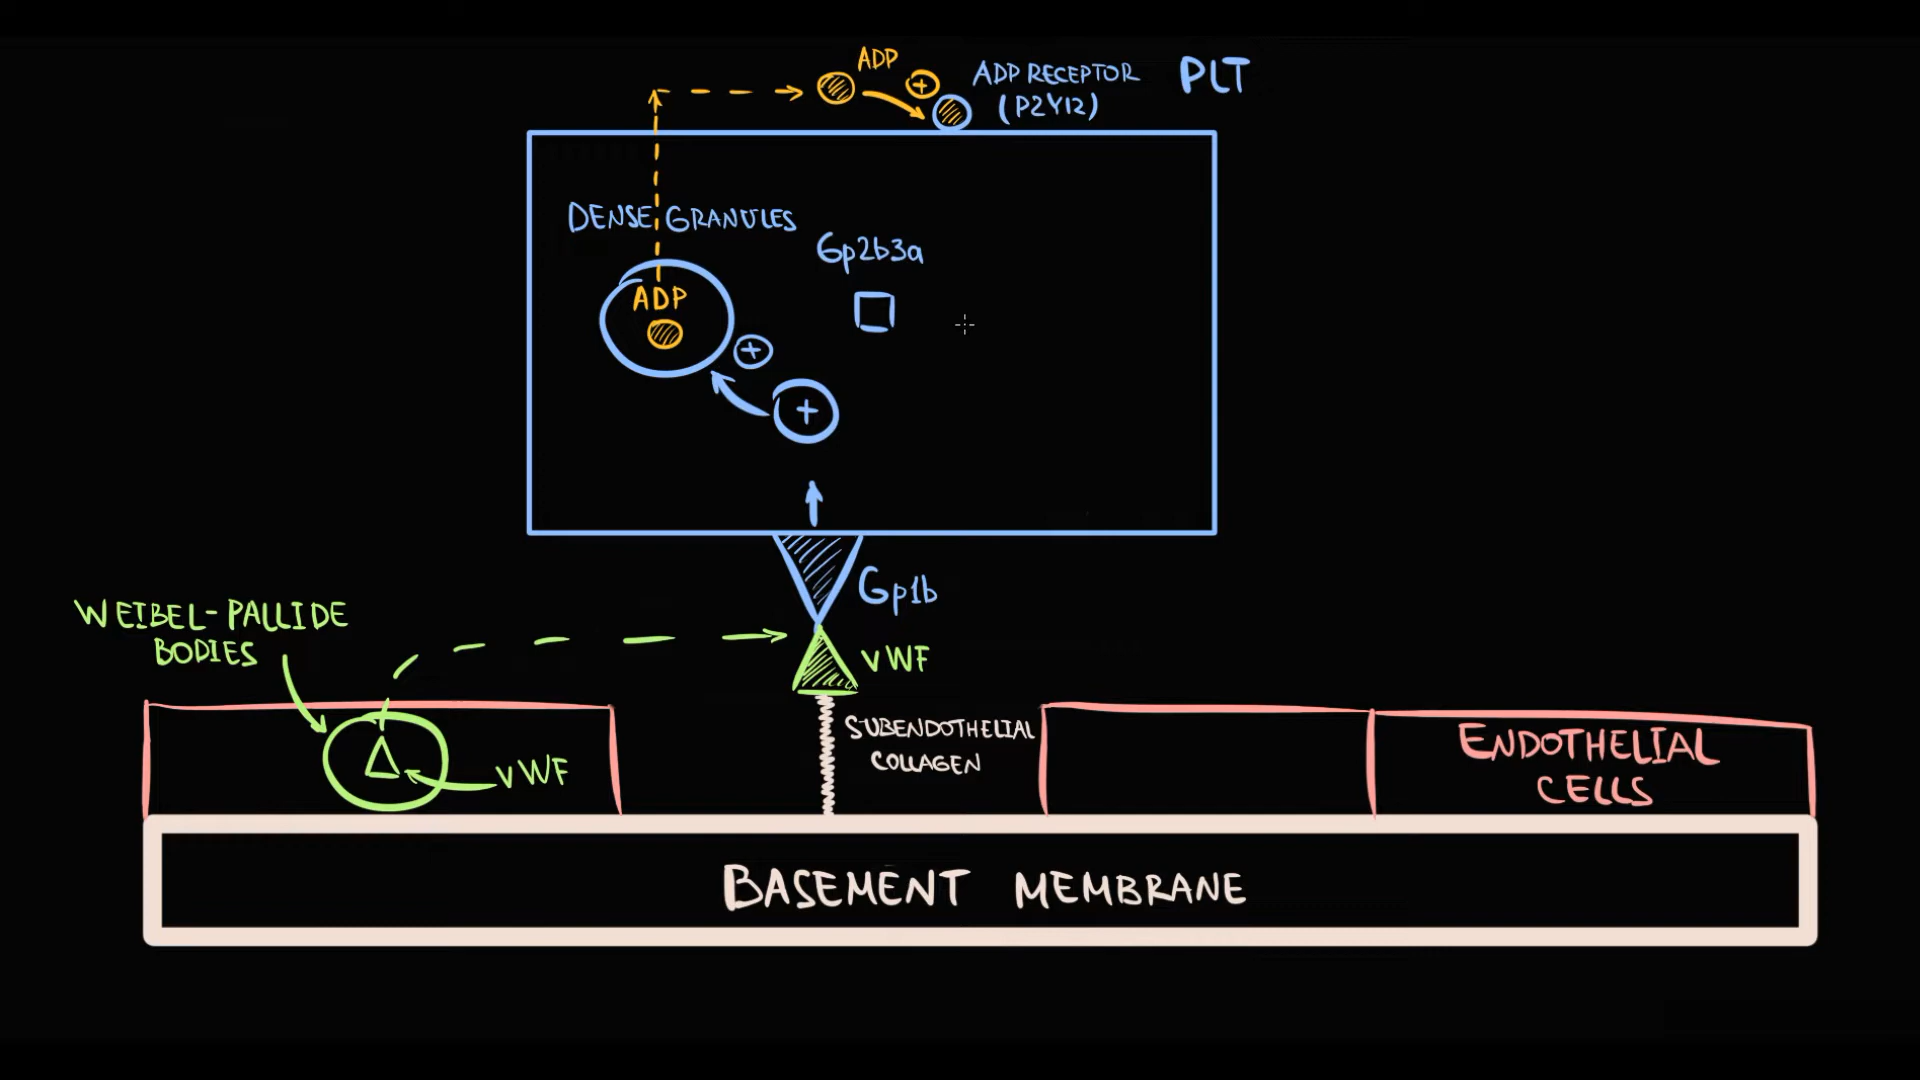 ADP
ADP RECEPTOR
(P2Y12)
PLT
DENSE GRANULES
Gp2b3a
ADP
+
+
+
Gp1b
WEIBEL-PALLIDE
BODIES
vWF
SUBENDOTHELIAL
COLLAGEN
vWF
ENDOTHELIAL
CELLS
BASEMENT MEMBRANE